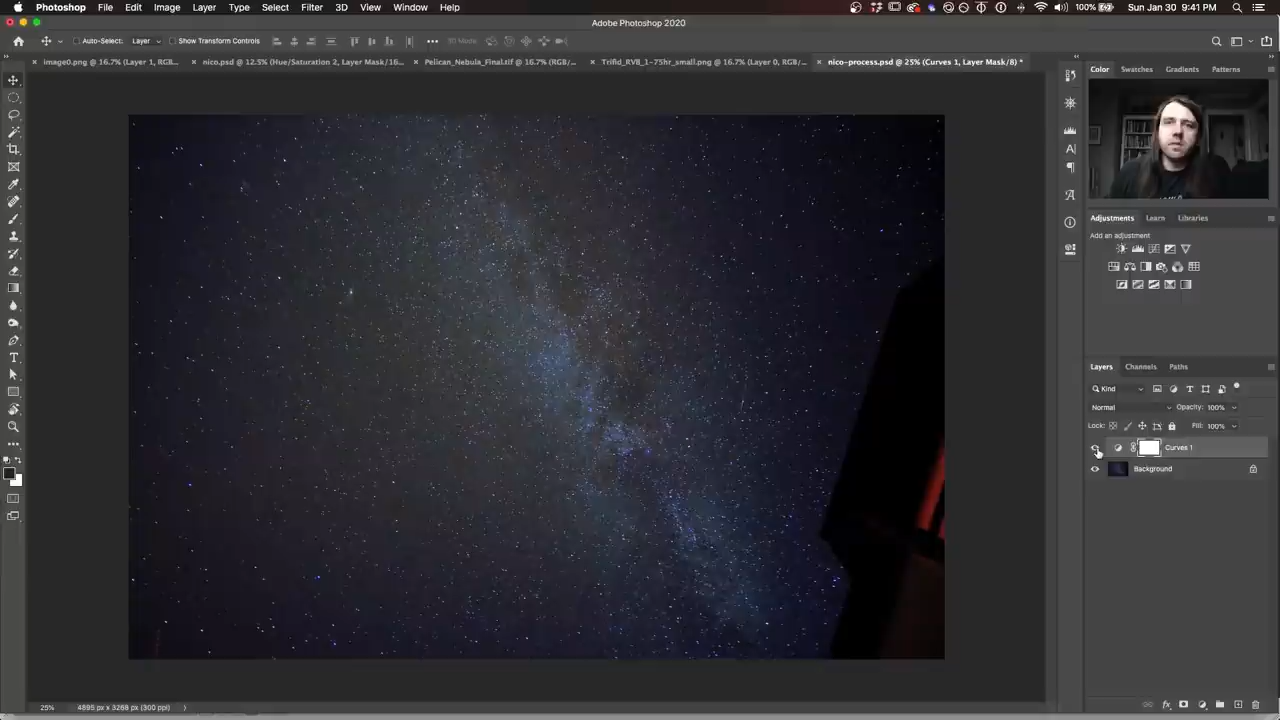 Photoshop File Edit Image Layer Type Select Filter 3D View Window Help 100% Sun Jan 30 9:41 PM
Adobe Photoshop 2020
Auto-Select: Layer Show Transform Controls 3D Mode:
image0.png @ 16.7% (Layer 1, RGB... nico.psd @ 12.5% (Hue/Saturation 2, Layer Mask/16... Pelican_Nebula_Final.tif @ 16.7% (RGB/... Trifid_RVB_1-75hr_small.png @ 16.7% (Layer 0, RGB/... nico-process.psd @ 25% (Curves 1, Layer Mask/8) *
Color Swatches Gradients Patterns
Adjustments Learn Libraries
Add an adjustment
Layers Channels Paths
Kind
Normal Opacity: 100%
Lock: Fill: 100%
Curves 1
Background
25% 4895 px x 3268 px (300 ppi)